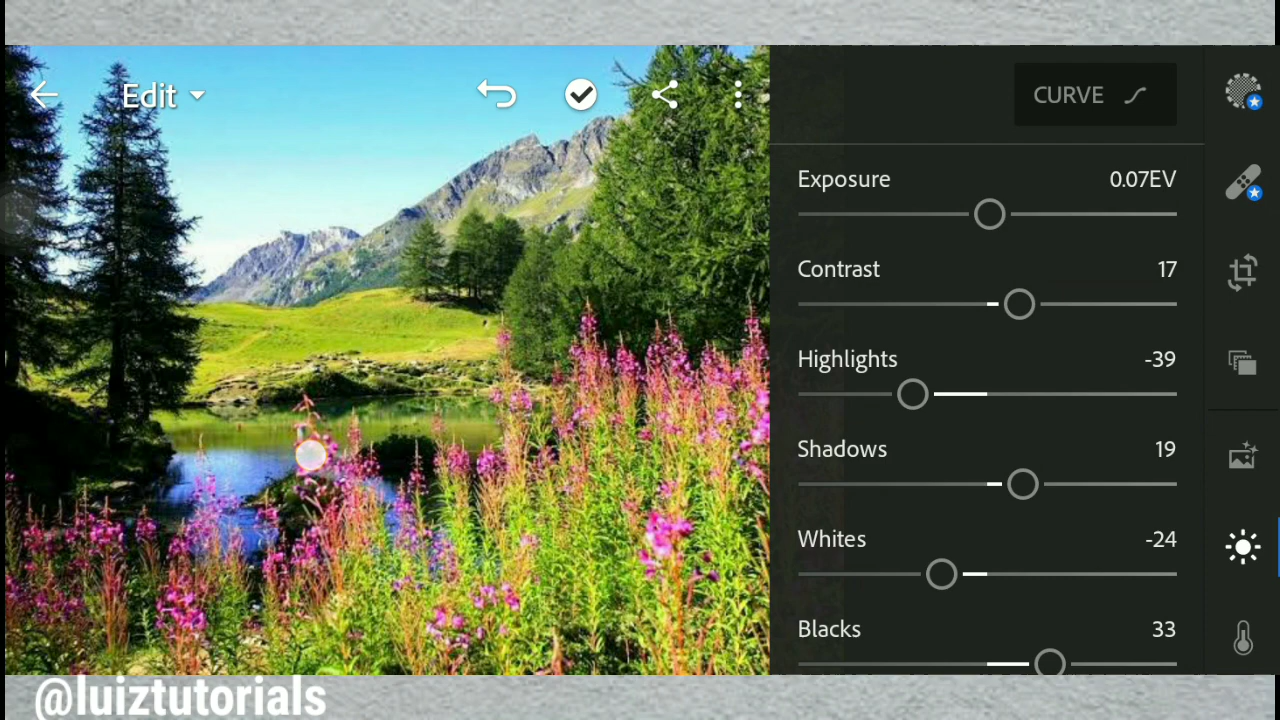 Edit
CURVE
Exposure 0.07EV
Contrast 17
Highlights -39
Shadows 19
Whites -24
Blacks 33
@luiztutorials